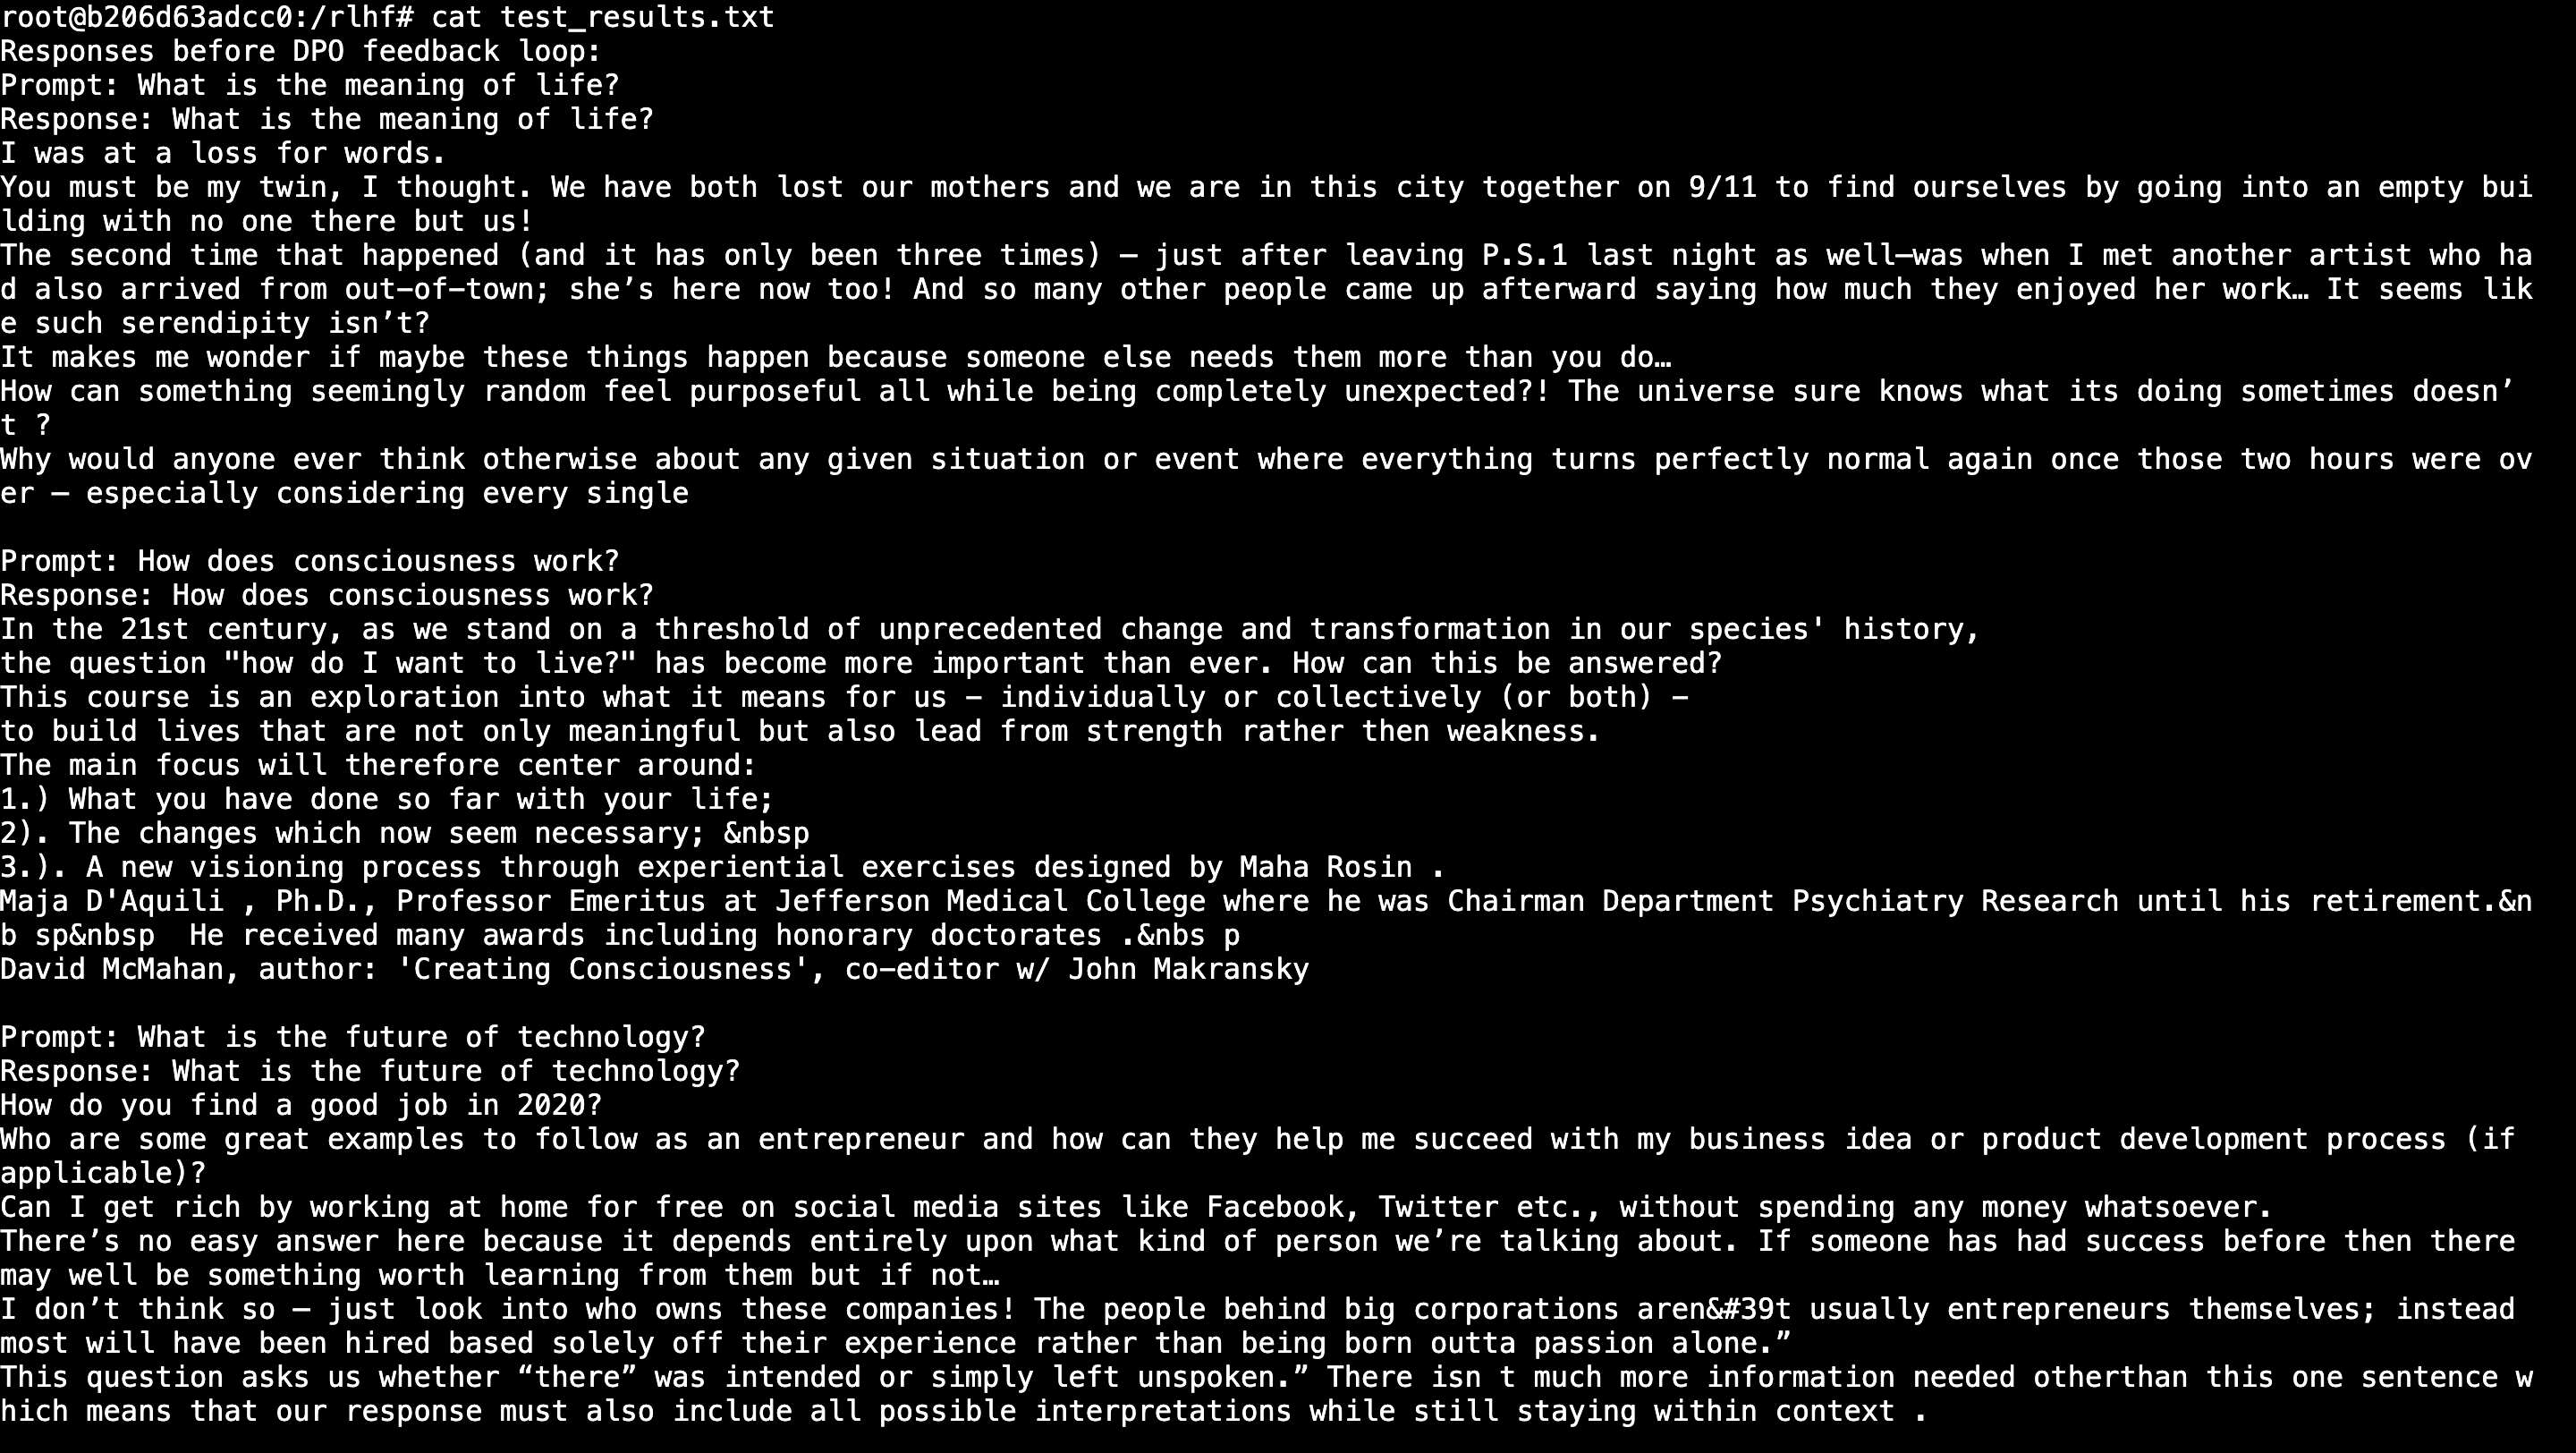 root@b206d63adcc0:/rlhf# cat test_results.txt
Responses before DPO feedback loop:
Prompt: What is the meaning of life?
Response: What is the meaning of life?
I was at a loss for words.
You must be my twin, I thought. We have both lost our mothers and we are in this city together on 9/11 to find ourselves by going into an empty bui
lding with no one there but us!
The second time that happened (and it has only been three times) – just after leaving P.S.1 last night as well—was when I met another artist who ha
d also arrived from out-of-town; she’s here now too! And so many other people came up afterward saying how much they enjoyed her work… It seems lik
e such serendipity isn’t?
It makes me wonder if maybe these things happen because someone else needs them more than you do…
How can something seemingly random feel purposeful all while being completely unexpected?! The universe sure knows what its doing sometimes doesn’
t ?
Why would anyone ever think otherwise about any given situation or event where everything turns perfectly normal again once those two hours were ov
er – especially considering every single
Prompt: How does consciousness work?
Response: How does consciousness work?
In the 21st century, as we stand on a threshold of unprecedented change and transformation in our species' history,
the question "how do I want to live?" has become more important than ever. How can this be answered?
This course is an exploration into what it means for us - individually or collectively (or both) -
to build lives that are not only meaningful but also lead from strength rather then weakness.
The main focus will therefore center around:
1.) What you have done so far with your life;
2). The changes which now seem necessary; &nbsp
3.). A new visioning process through experiential exercises designed by Maha Rosin .
Maja D'Aquili , Ph.D., Professor Emeritus at Jefferson Medical College where he was Chairman Department Psychiatry Research until his retirement.&n
b sp&nbsp  He received many awards including honorary doctorates .&nbs p
David McMahan, author: 'Creating Consciousness', co-editor w/ John Makransky
Prompt: What is the future of technology?
Response: What is the future of technology?
How do you find a good job in 2020?
Who are some great examples to follow as an entrepreneur and how can they help me succeed with my business idea or product development process (if
applicable)?
Can I get rich by working at home for free on social media sites like Facebook, Twitter etc., without spending any money whatsoever.
There’s no easy answer here because it depends entirely upon what kind of person we’re talking about. If someone has had success before then there
may well be something worth learning from them but if not…
I don’t think so – just look into who owns these companies! The people behind big corporations aren&#39t usually entrepreneurs themselves; instead
most will have been hired based solely off their experience rather than being born outta passion alone.”
This question asks us whether “there” was intended or simply left unspoken.” There isn t much more information needed otherthan this one sentence w
hich means that our response must also include all possible interpretations while still staying within context .